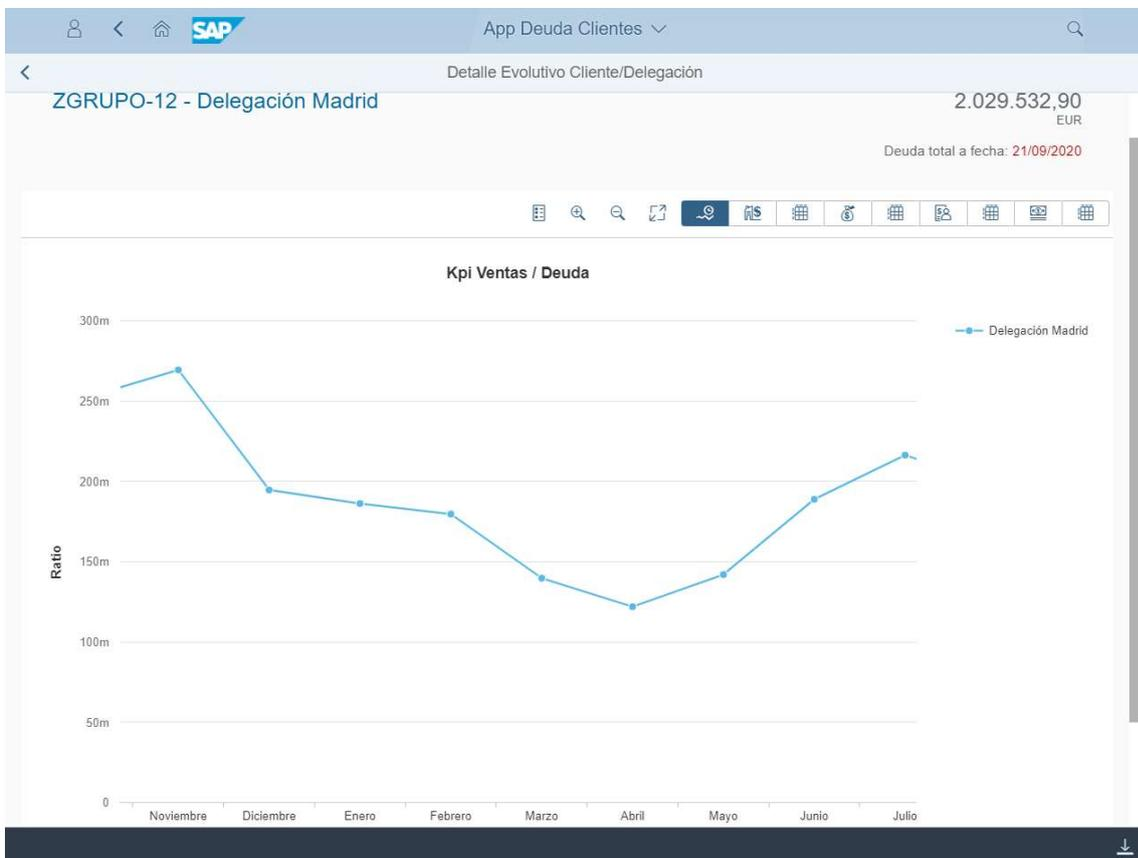 SAP
App Deuda Clientes
Detalle Evolutivo Cliente/Delegación
ZGRUPO-12 - Delegación Madrid
2.029.532,90
EUR
Deuda total a fecha: 21/09/2020
Kpi Ventas / Deuda
300m
250m
200m
150m
100m
50m
0
Ratio
Delegación Madrid
Noviembre Diciembre Enero Febrero Marzo Abril Mayo Junio Julio